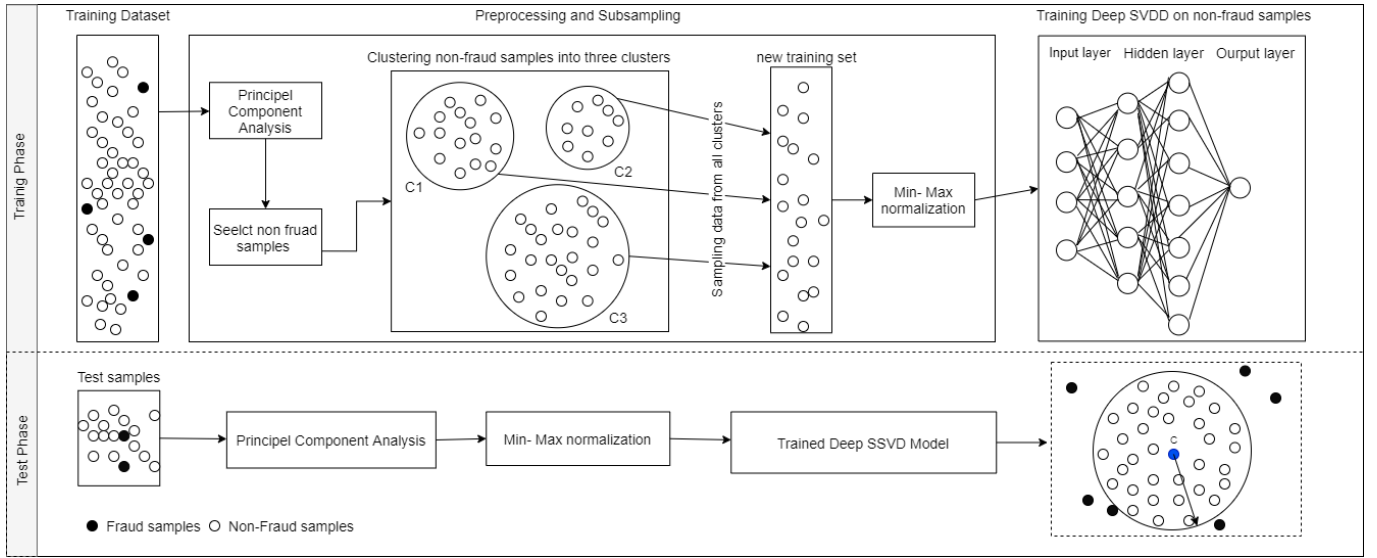 Training Dataset
Preprocessing and Subsampling
Training Deep SVDD on non-fraud samples
Trainig Phase
Principel
Component
Analysis
Seelct non fruad
samples
Clustering non-fraud samples into three clusters
C1
C2
C3
Sampling data from all clusters
new training set
Min- Max
normalization
Input layer
Hidden layer
Ourput layer
Test Phase
Test samples
Principel Component Analysis
Min- Max normalization
Trained Deep SSVD Model
C
Fraud samples
Non-Fraud samples